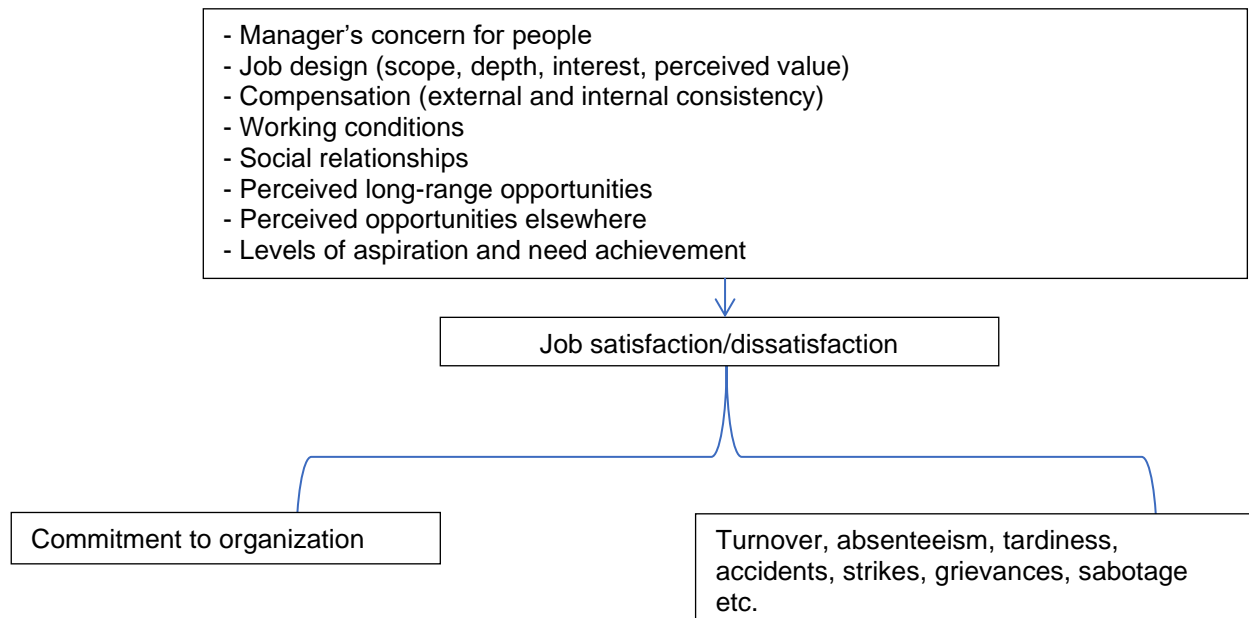 - Manager’s concern for people
- Job design (scope, depth, interest, perceived value)
- Compensation (external and internal consistency)
- Working conditions
- Social relationships
- Perceived long-range opportunities
- Perceived opportunities elsewhere
- Levels of aspiration and need achievement
Job satisfaction/dissatisfaction
Commitment to organization
Turnover, absenteeism, tardiness,
accidents, strikes, grievances, sabotage
etc.